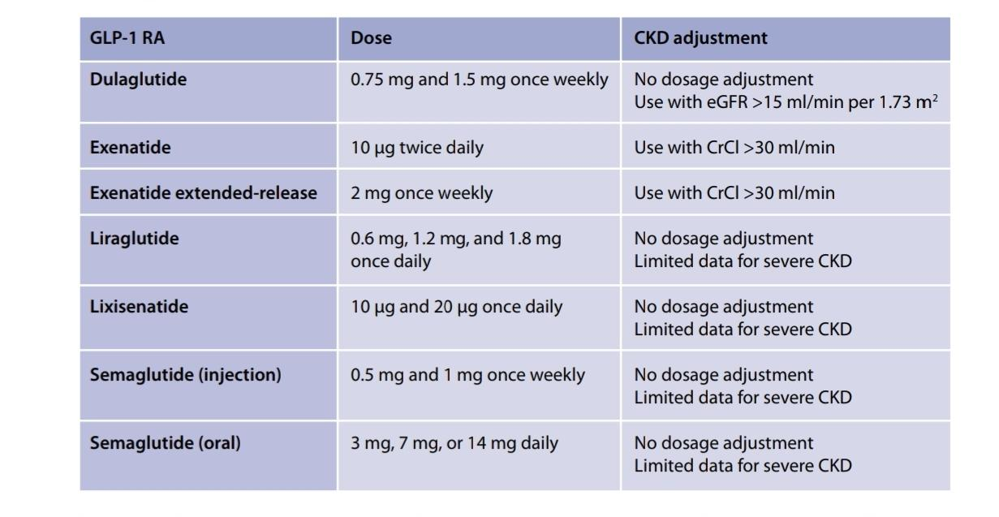 GLP-1 RA Dose CKD adjustment
Dulaglutide 0.75 mg and 1.5 mg once weekly No dosage adjustment
Use with eGFR >15 ml/min per 1.73 m²
Exenatide 10 µg twice daily Use with CrCl >30 ml/min
Exenatide extended-release 2 mg once weekly Use with CrCl >30 ml/min
Liraglutide 0.6 mg, 1.2 mg, and 1.8 mg No dosage adjustment
once daily Limited data for severe CKD
Lixisenatide 10 µg and 20 µg once daily No dosage adjustment
Limited data for severe CKD
Semaglutide (injection) 0.5 mg and 1 mg once weekly No dosage adjustment
Limited data for severe CKD
Semaglutide (oral) 3 mg, 7 mg, or 14 mg daily No dosage adjustment
Limited data for severe CKD